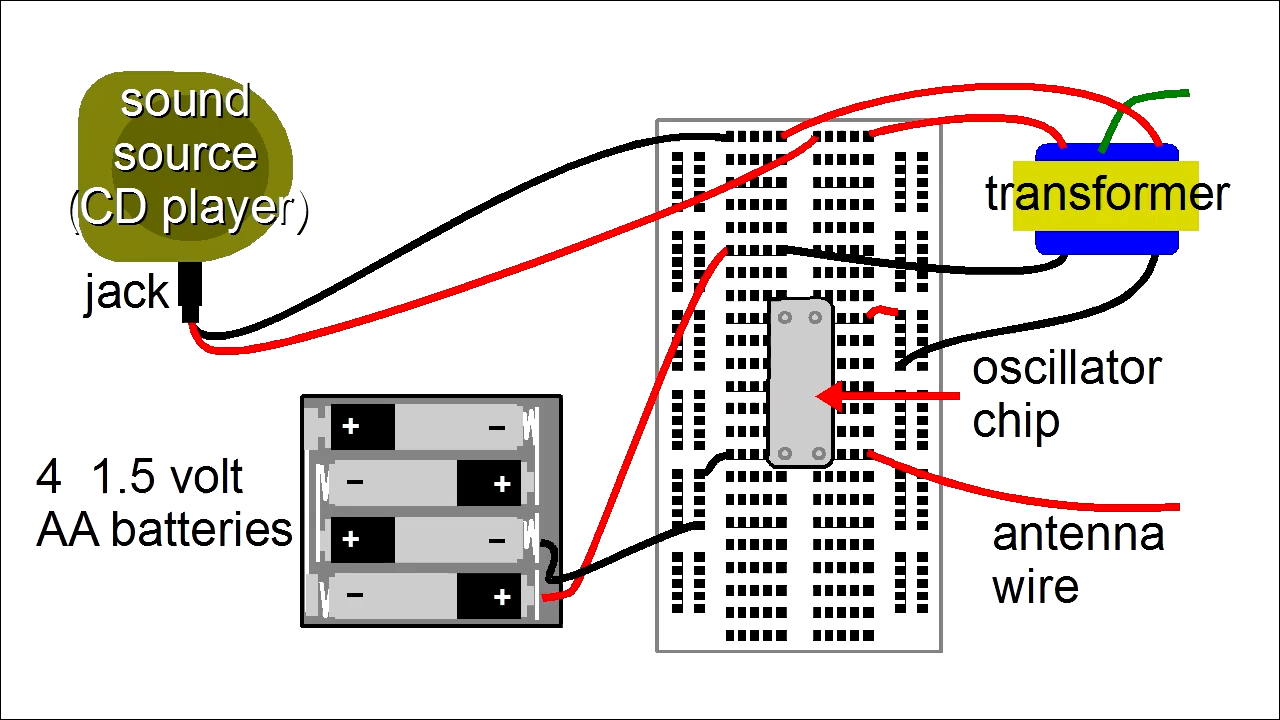 sound
source
(CD player)
jack
transformer
oscillator
chip
4 1.5 volt
AA batteries
+ −
− +
+ −
− +
antenna
wire